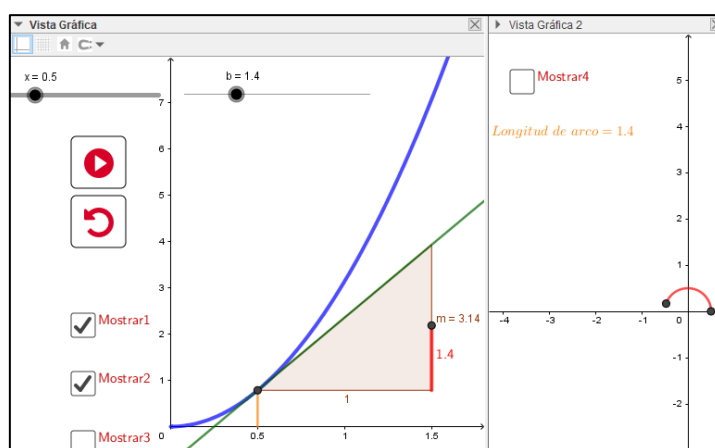 Vista Gráfica
x = 0.5
b = 1.4
7
6
5
4
3
2
1
0
0.5
1
1.5
m = 3.14
1.4
1
Mostrar1
Mostrar2
Mostrar3
Vista Gráfica 2
Mostrar4
Longitud de arco = 1.4
5
4
3
2
1
-4
-3
-2
-1
0
-1
-2